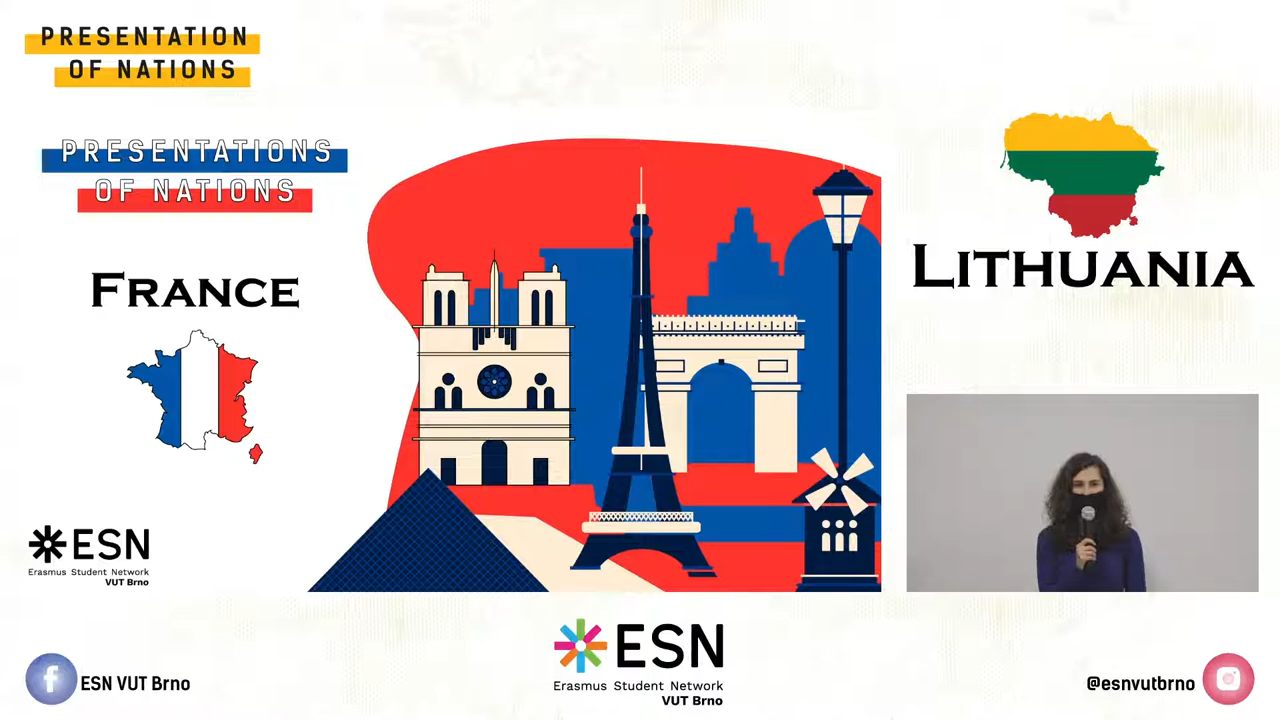 PRESENTATION
OF NATIONS
PRESENTATIONS
OF NATIONS
FRANCE
ESN
Erasmus Student Network
VUT Brno
LITHUANIA
ESN
Erasmus Student Network
VUT Brno
ESN VUT Brno
@esnvutbrno